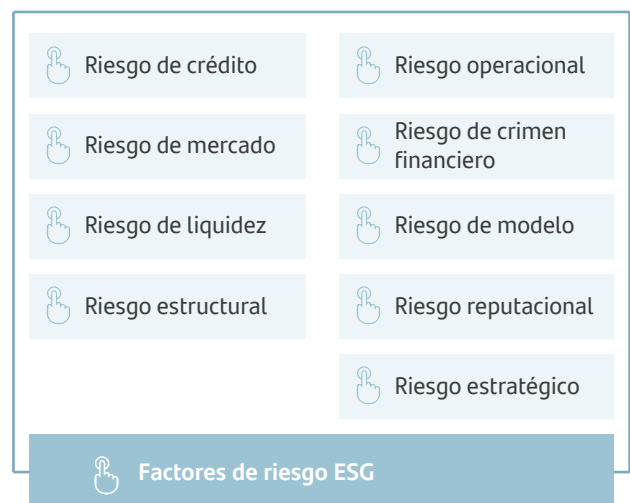 Riesgo de crédito
Riesgo operacional
Riesgo de mercado
Riesgo de crimen
financiero
Riesgo de liquidez
Riesgo de modelo
Riesgo estructural
Riesgo reputacional
Riesgo estratégico
Factores de riesgo ESG